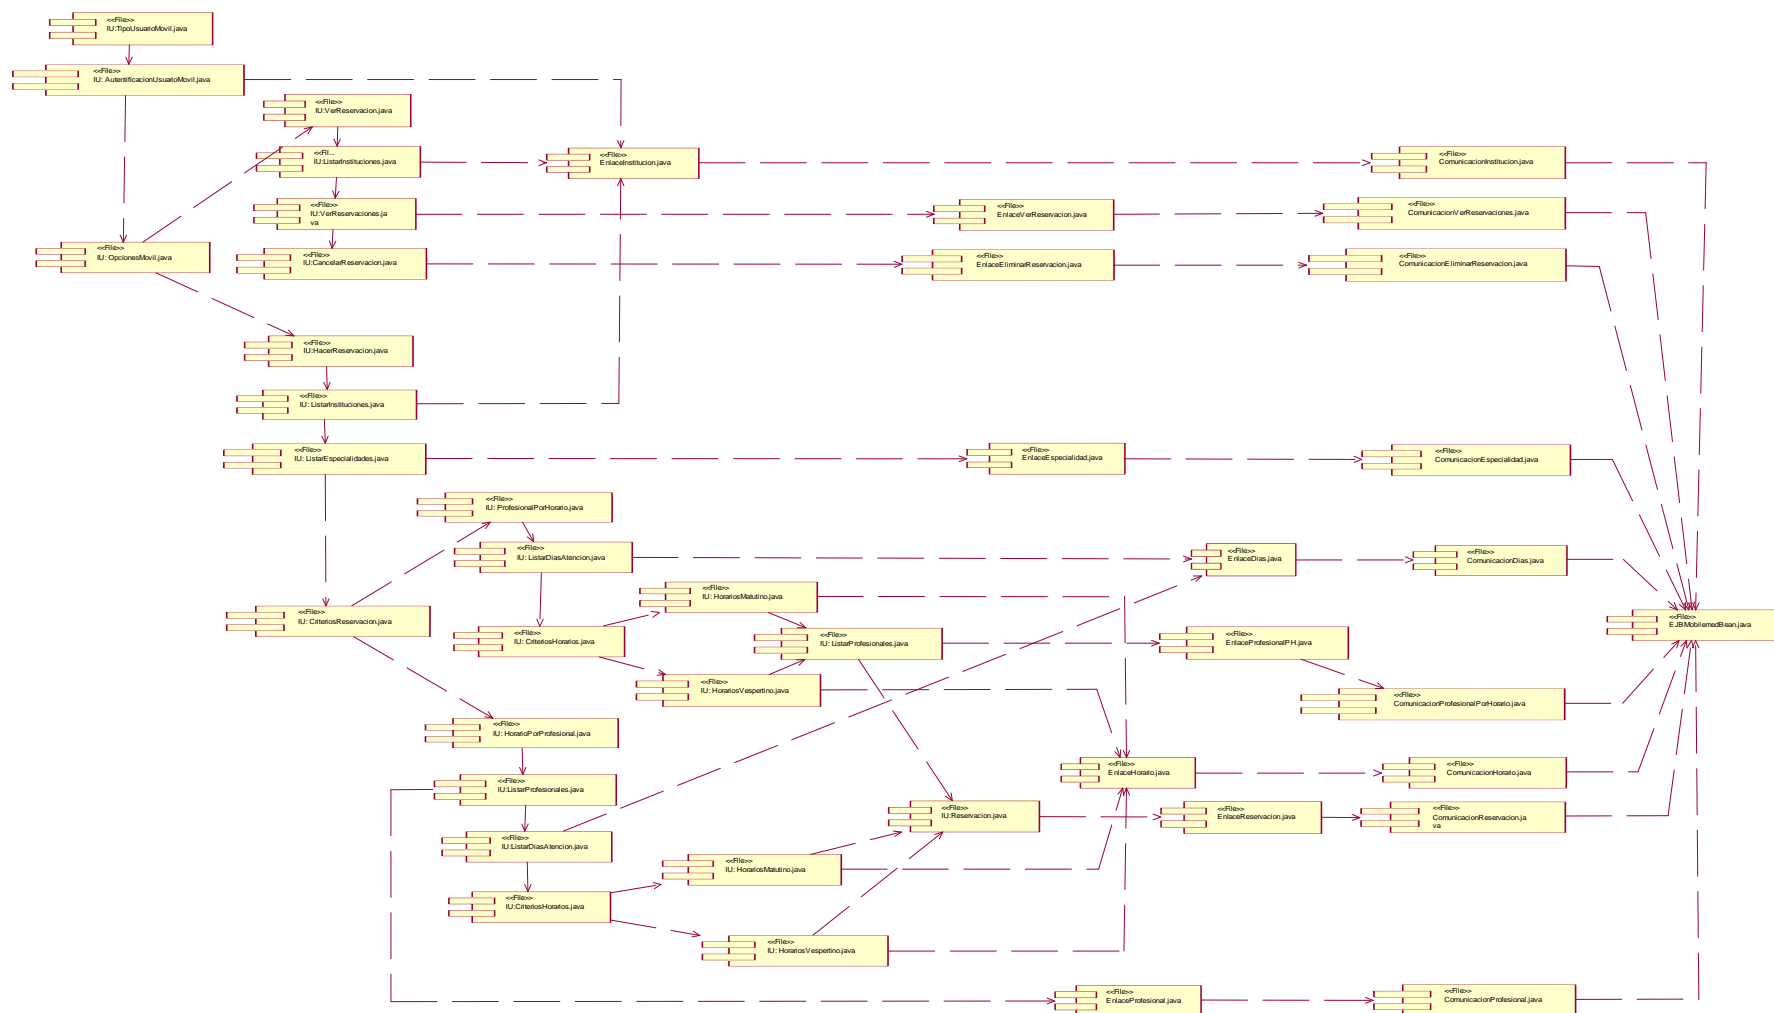 <<File>>
IU:TipoUsuarioMovil.java
<<File>>
IU: AutentificacionUsuarioMovil.java
<<File>>
IU:VerReservacion.java
<<Fil...
IU:ListarInstituciones.java
<<File>>
EnlaceInstitucion.java
<<File>>
ComunicacionInstitucion.java
<<File>>
IU:VerReservaciones.ja
va
<<File>>
EnlaceVerReservacion.java
<<File>>
ComunicacionVerReservaciones.java
<<File>>
IU: OpcionesMovil.java
<<File>>
IU:CancelarReservacion.java
<<File>>
EnlaceEliminarReservacion.java
<<File>>
ComunicacionEliminarReservacion.java
<<File>>
IU:HacerReservacion.java
<<File>>
IU: ListarInstituciones.java
<<File>>
IU: ListarEspecialidades.java
<<File>>
EnlaceEspecialidad.java
<<File>>
ComunicacionEspecialidad.java
<<File>>
IU: ProfesionalPorHorario.java
<<File>>
IU: ListarDiasAtencion.java
<<File>>
EnlaceDias.java
<<File>>
ComunicacionDias.java
<<File>>
IU: HorariosMatutino.java
<<File>>
IU: CriteriosReservacion.java
<<File>>
EJBMobilemedBean.java
<<File>>
IU: CriteriosHorarios.java
<<File>>
IU: ListarProfesionales.java
<<File>>
EnlaceProfesionalPH.java
<<File>>
IU: HorariosVespertino.java
<<File>>
ComunicacionProfesionalPorHorario.java
<<File>>
IU: HorarioPorProfesional.java
<<File>>
EnlaceHorario.java
<<File>>
ComunicacionHorario.java
<<File>>
IU:ListarProfesionales.java
<<File>>
IU:Reservacion.java
<<File>>
EnlaceReservacion.java
<<File>>
ComunicacionReservacion.ja
va
<<File>>
IU:ListarDiasAtencion.java
<<File>>
IU: HorariosMatutino.java
<<File>>
IU:CriteriosHorarios.java
<<File>>
IU: HorariosVespertino.java
<<File>>
EnlaceProfesional.java
<<File>>
ComunicacionProfesional.java